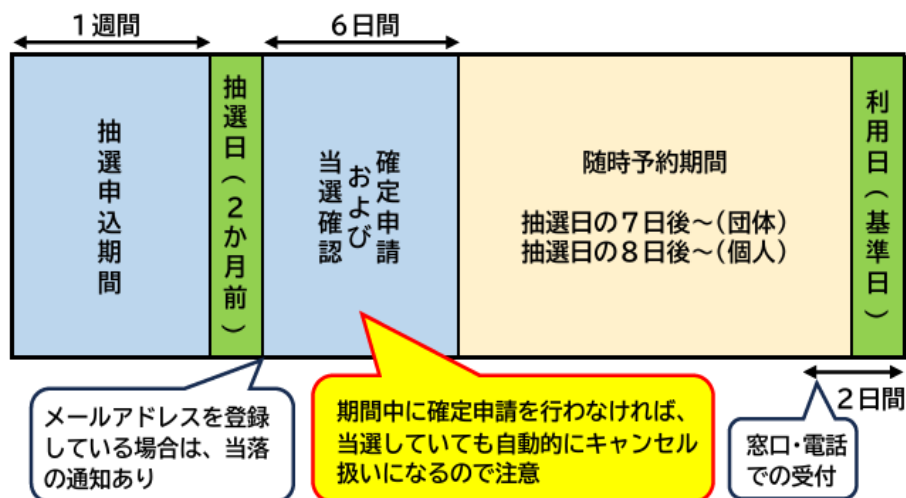 1週間
6日間
抽選申込期間
抽選日(2か月前)
確定申請
および
当選確認
随時予約期間
抽選日の7日後~(団体)
抽選日の8日後~(個人)
利用日(基準日)
メールアドレスを登録
している場合は、当落
の通知あり
期間中に確定申請を行わなければ、
当選していても自動的にキャンセル
扱いになるので注意
2日間
窓口・電話
での受付